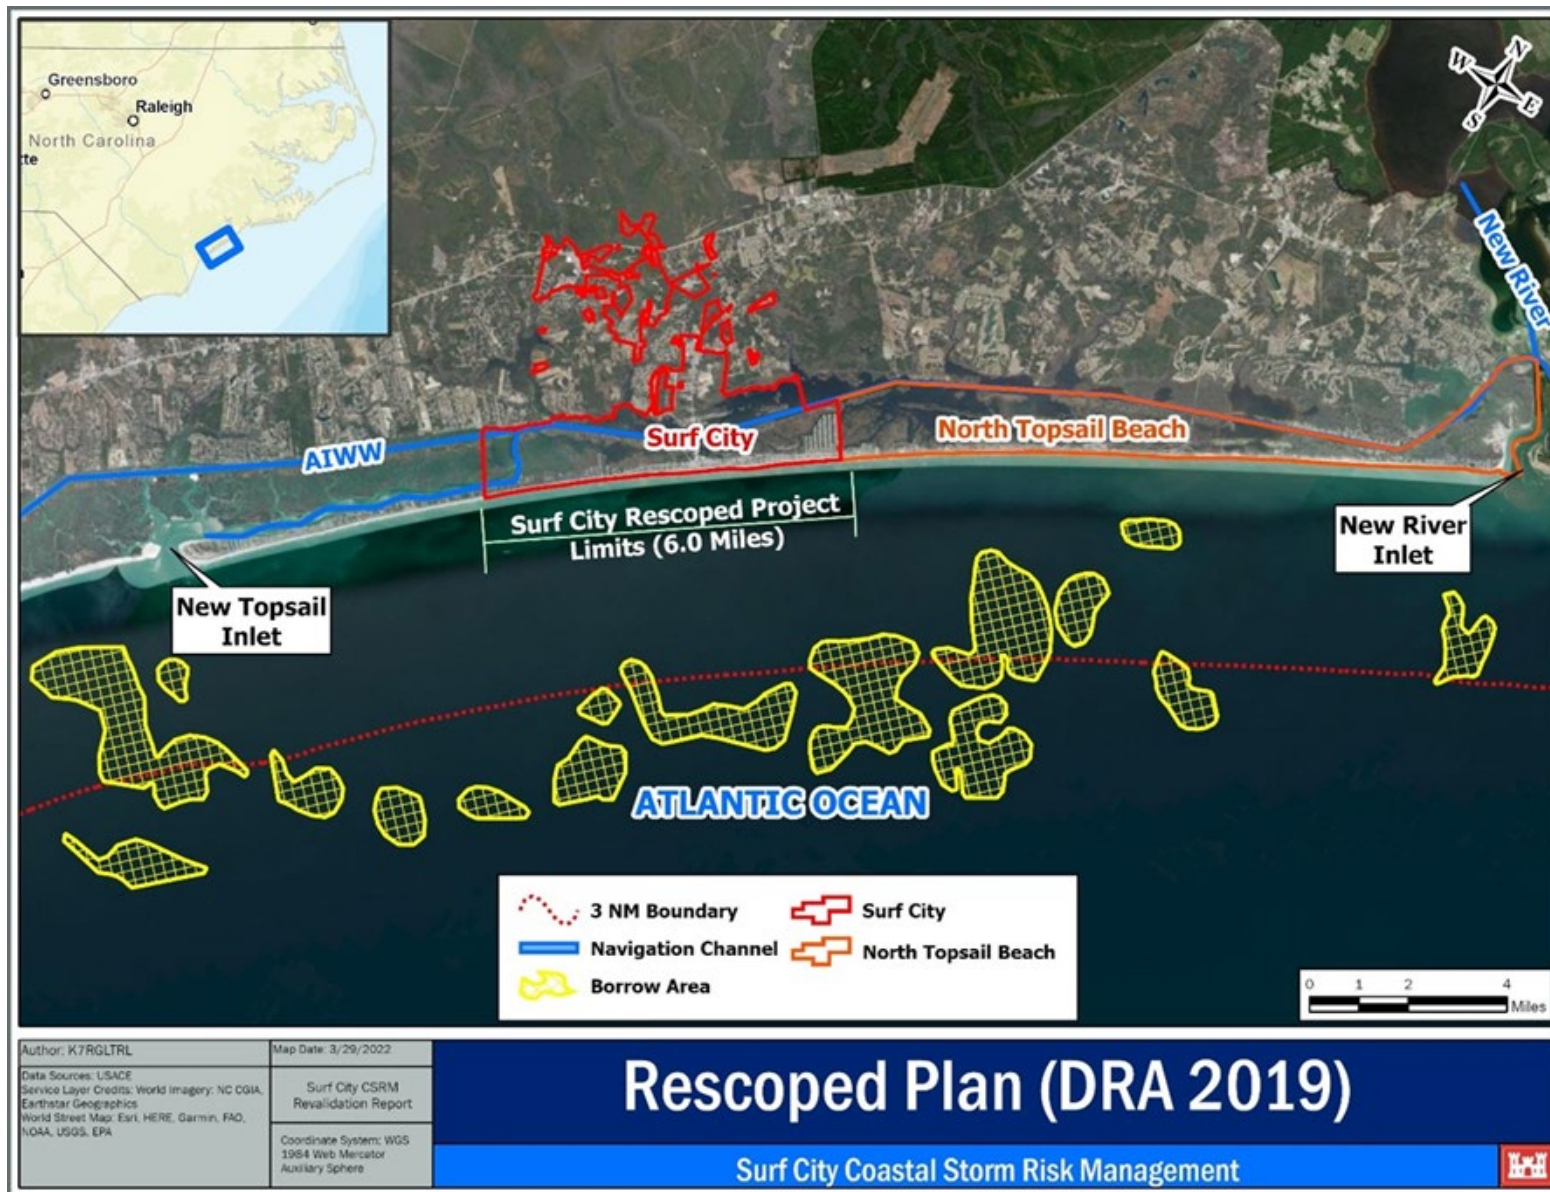 Greensboro
Raleigh
North Carolina
tte
N
W
E
S
New River
AIWW
Surf City
North Topsail Beach
Surf City Rescoped Project
Limits (6.0 Miles)
New River
Inlet
New Topsail
Inlet
ATLANTIC OCEAN
3 NM Boundary
Surf City
Navigation Channel
North Topsail Beach
Borrow Area
0 1 2 4
Miles
Author: K7RGLTRL
Map Date: 3/29/2022
Data Sources: USACE
Service Layer Credits: World Imagery: NC CGIA,
Earthstar Geographics
World Street Map: Esri, HERE, Garmin, FAO,
NOAA, USGS, EPA
Surf City CSRM
Revalidation Report
Coordinate System: WGS
1984 Web Mercator
Auxiliary Sphere
Rescoped Plan (DRA 2019)
Surf City Coastal Storm Risk Management